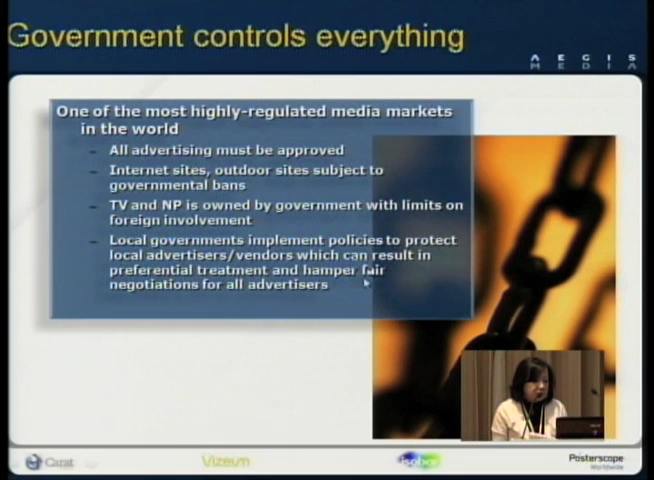 Government controls everything
AEGIS
MEDIA
One of the most highly-regulated media markets
in the world
– All advertising must be approved
– Internet sites, outdoor sites subject to
governmental bans
– TV and NP is owned by government with limits on
foreign involvement
– Local governments implement policies to protect
local advertisers/vendors which can result in
preferential treatment and hamper fair
negotiations for all advertisers
Carat
Vizeum
isobar
Posterscope
Worldwide